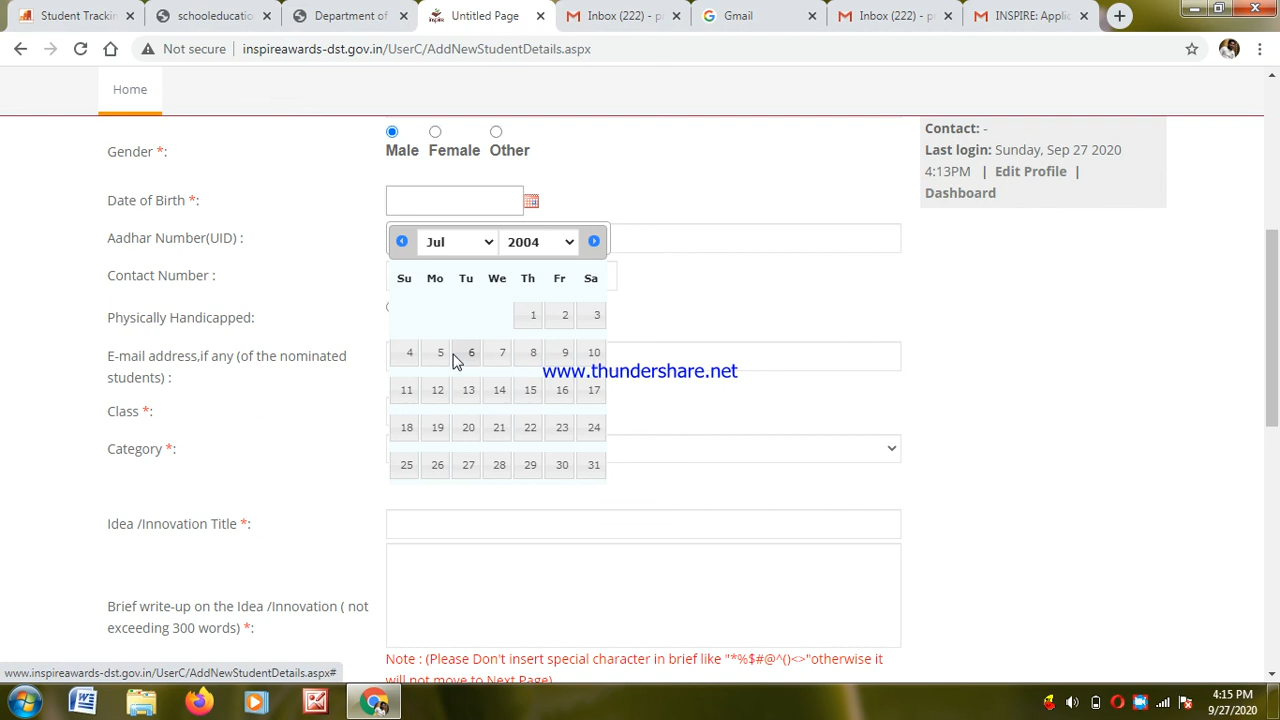 Student Trackin
schooleducatio
Department of
Untitled Page
Inbox (222) - p
Gmail
Inbox (222) - p
INSPIRE: Applic
Not secure | inspireawards-dst.gov.in/UserC/AddNewStudentDetails.aspx
Home
Contact: -
Last login: Sunday, Sep 27 2020
4:13PM | Edit Profile |
Dashboard
Gender *:
Male Female Other
Date of Birth *:
Aadhar Number(UID) :
Jul 2004
Contact Number :
Su Mo Tu We Th Fr Sa
1 2 3
Physically Handicapped:
4 5 6 7 8 9 10
E-mail address,if any (of the nominated
students) :
www.thundershare.net
11 12 13 14 15 16 17
Class *:
18 19 20 21 22 23 24
Category *:
25 26 27 28 29 30 31
Idea /Innovation Title *:
Brief write-up on the Idea /Innovation ( not
exceeding 300 words) *:
Note : (Please Don't insert special character in brief like "*%$#@^()<>"otherwise it
will not move to Next Page)
www.inspireawards-dst.gov.in/UserC/AddNewStudentDetails.aspx#
4:15 PM
9/27/2020